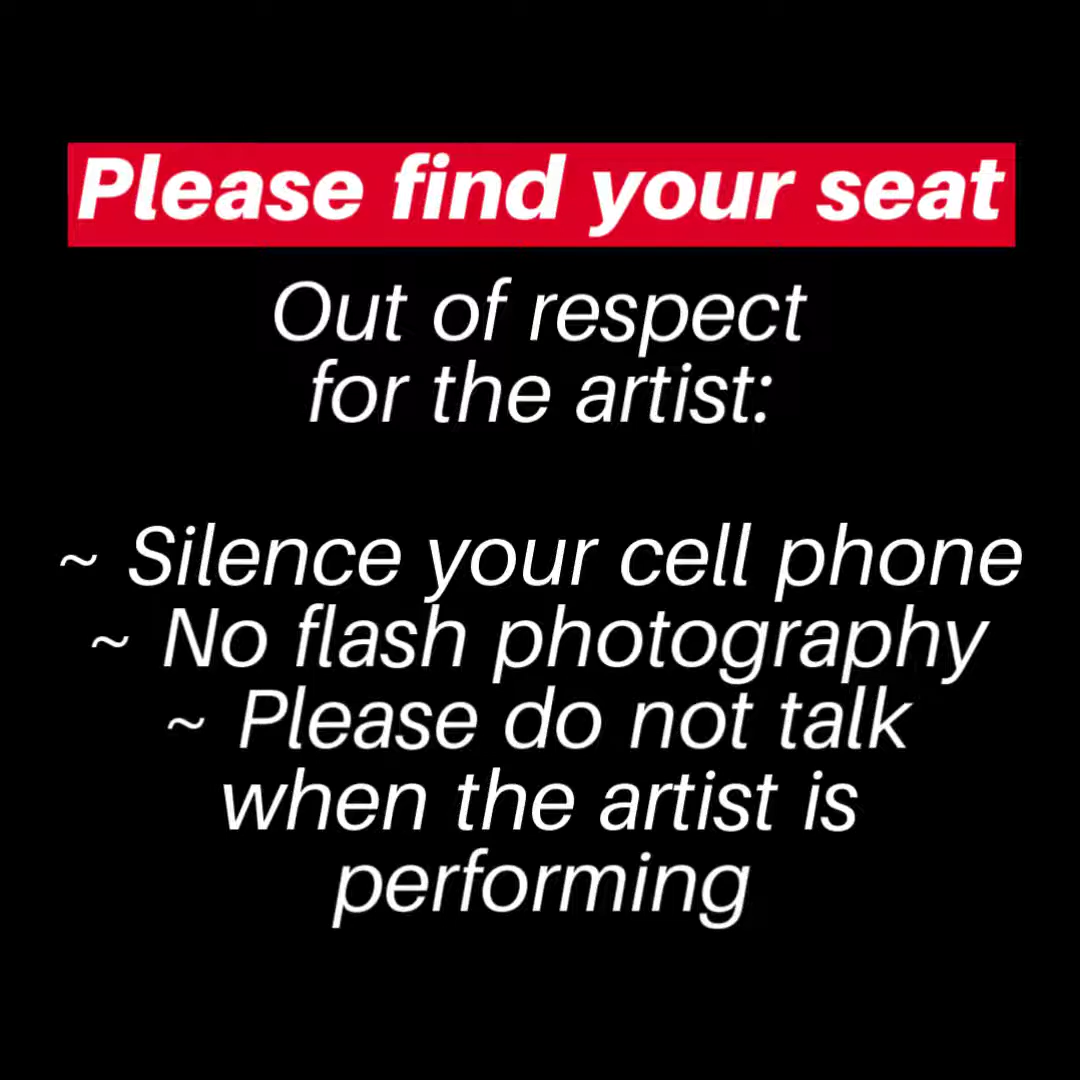 Please find your seat
Out of respect
for the artist:
~ Silence your cell phone
~ No flash photography
~ Please do not talk
when the artist is
performing